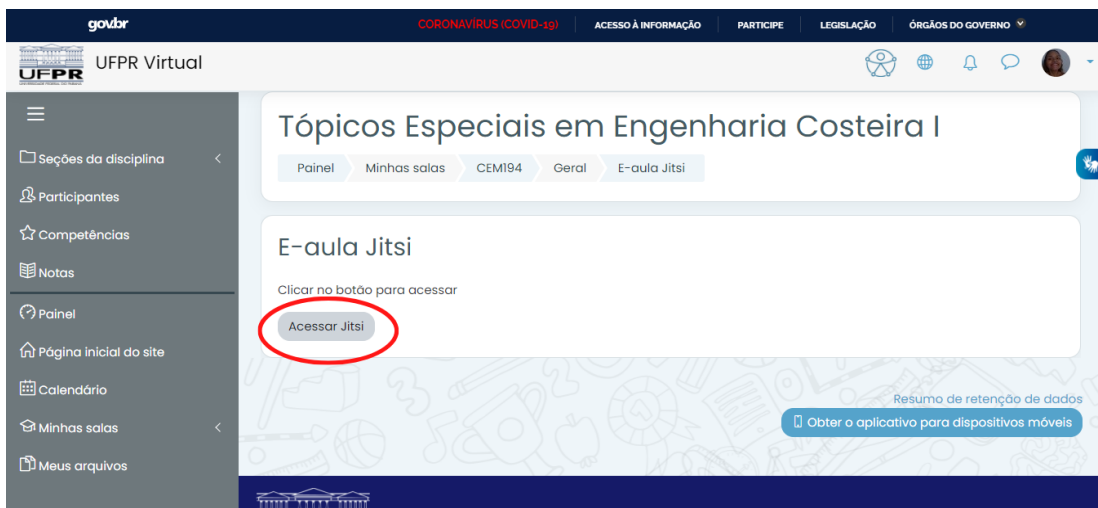 gov.br
CORONAVÍRUS (COVID-19)
ACESSO À INFORMAÇÃO
PARTICIPE
LEGISLAÇÃO
ÓRGÃOS DO GOVERNO
UFPR
UFPR Virtual
Seções da disciplina
Participantes
Competências
Notas
Painel
Página inicial do site
Calendário
Minhas salas
Meus arquivos
Tópicos Especiais em Engenharia Costeira I
Painel
Minhas salas
CEM194
Geral
E-aula Jitsi
E-aula Jitsi
Clicar no botão para acessar
Acessar Jitsi
Resumo de retenção de dados
Obter o aplicativo para dispositivos móveis